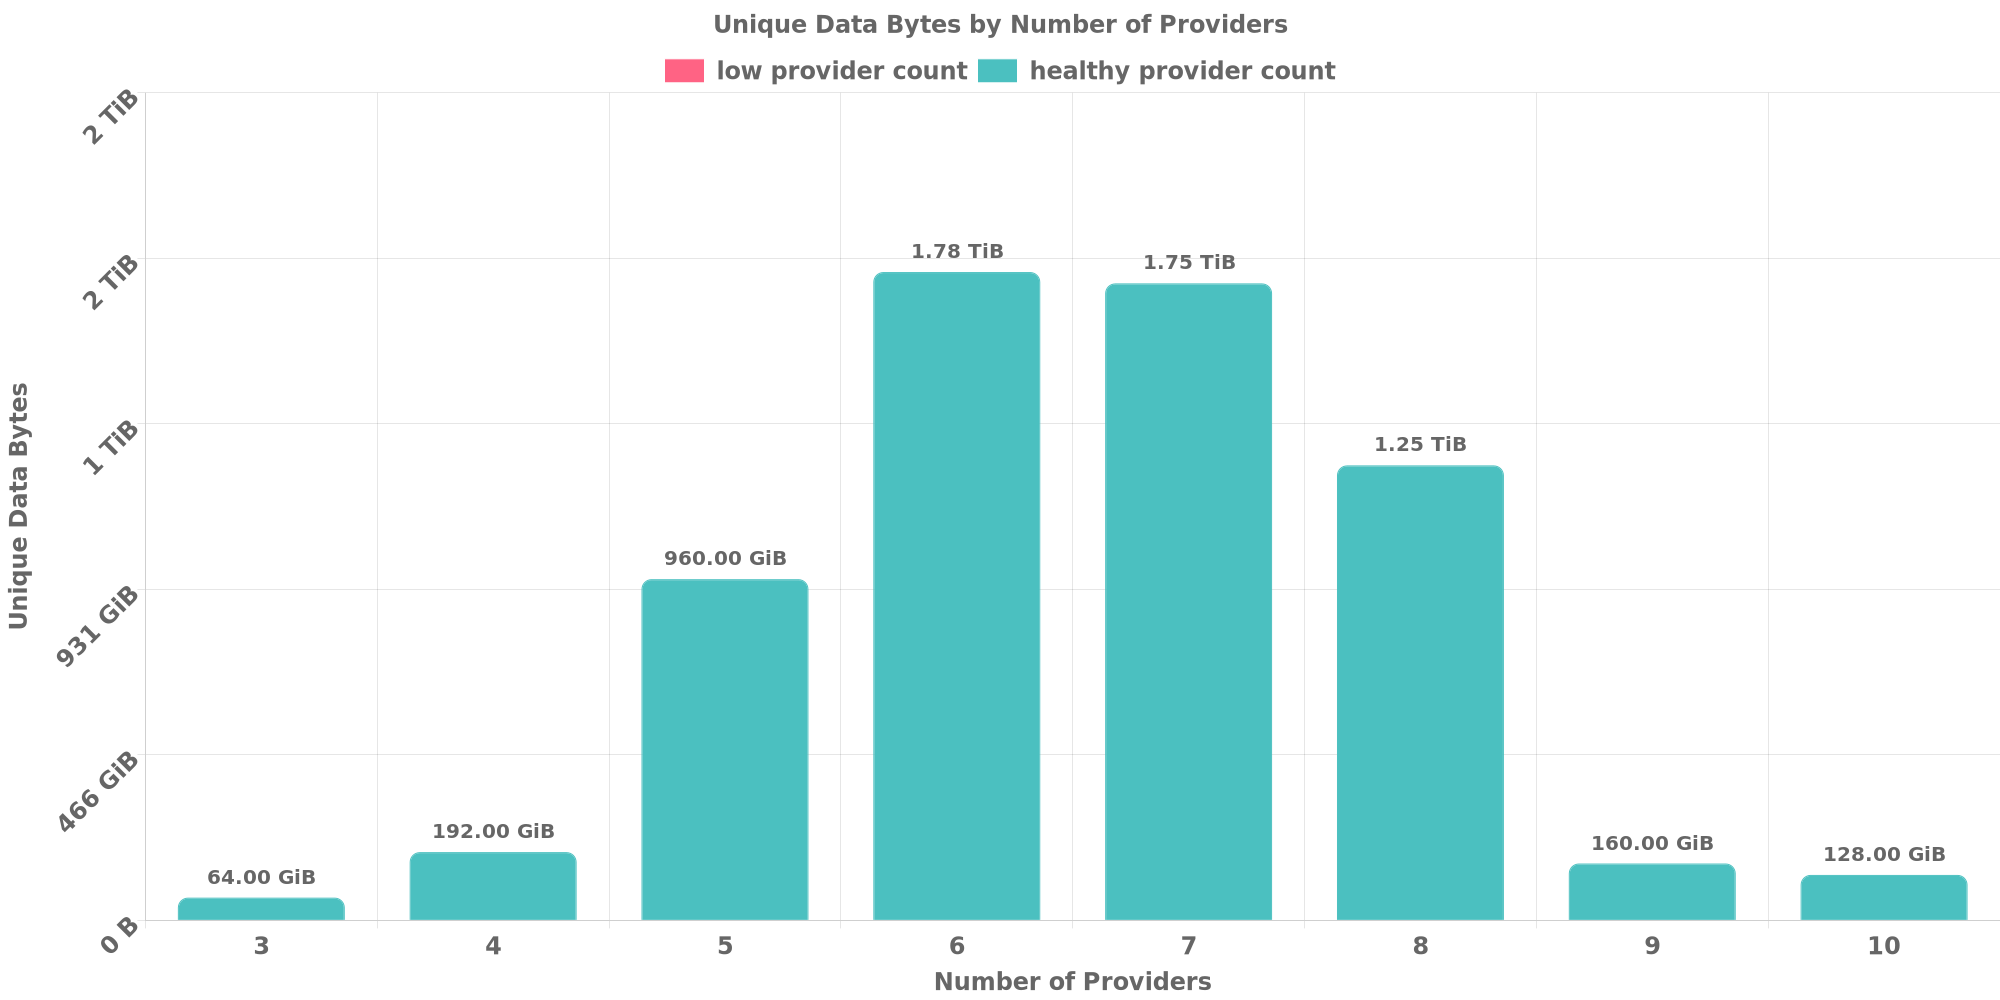 Unique Data Bytes by Number of Providers
low provider count healthy provider count
2 TiB
2 TiB
1 TiB
931 GiB
466 GiB
0 B
Unique Data Bytes
64.00 GiB
192.00 GiB
960.00 GiB
1.78 TiB
1.75 TiB
1.25 TiB
160.00 GiB
128.00 GiB
3 4 5 6 7 8 9 10
Number of Providers